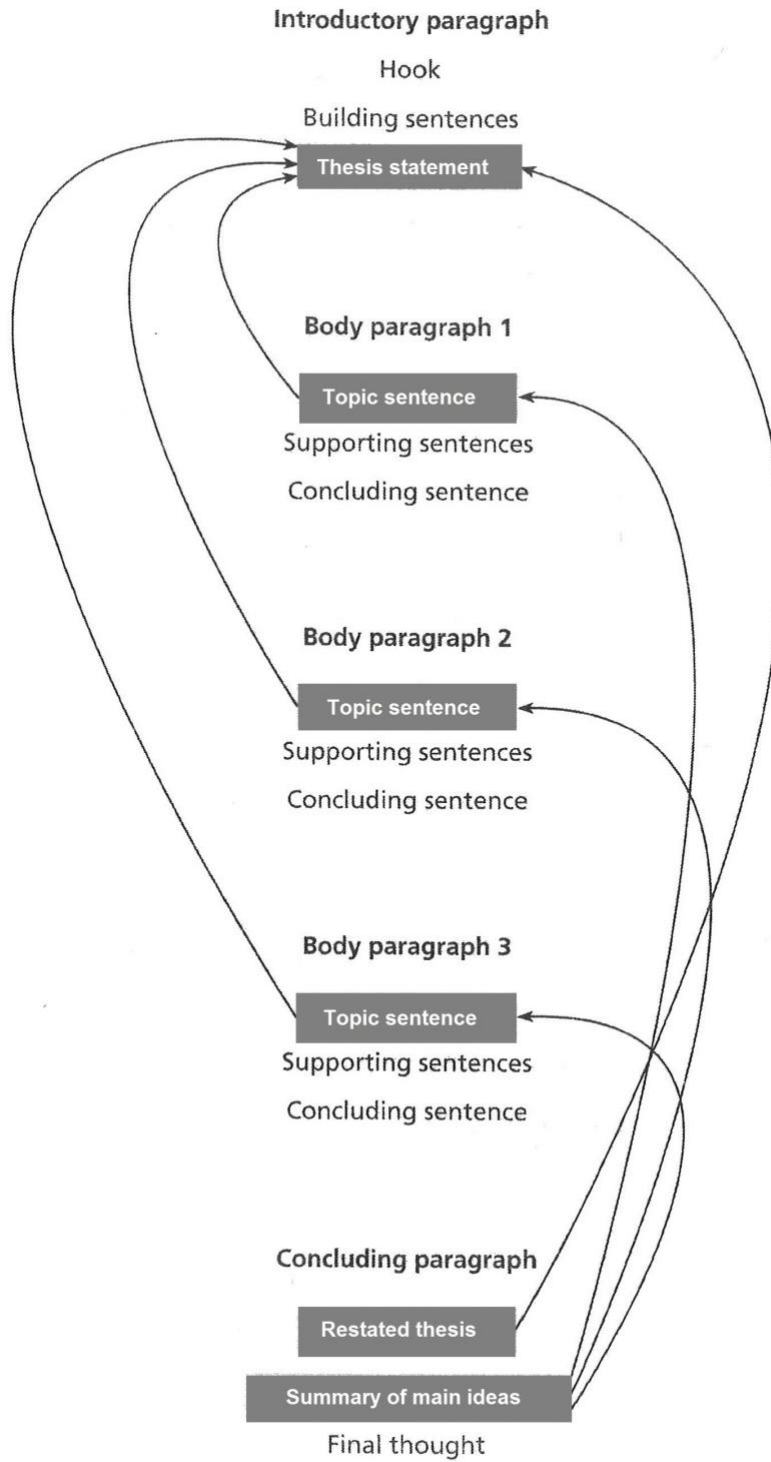 Introductory paragraph
Hook
Building sentences
Thesis statement
Body paragraph 1
Topic sentence
Supporting sentences
Concluding sentence
Body paragraph 2
Topic sentence
Supporting sentences
Concluding sentence
Body paragraph 3
Topic sentence
Supporting sentences
Concluding sentence
Concluding paragraph
Restated thesis
Summary of main ideas
Final thought